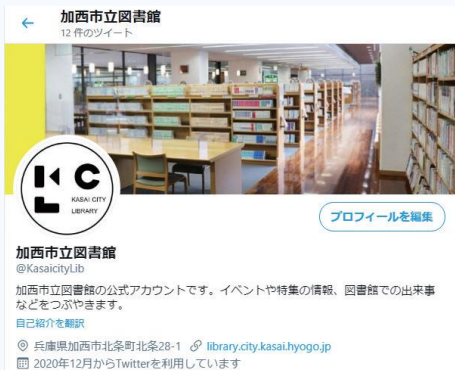 加西市立図書館
12 件のツイート
KASAI CITY
LIBRARY
プロフィールを編集
加西市立図書館
@KasaicityLib
加西市立図書館の公式アカウントです。イベントや特集の情報、図書館での出来事
などをつぶやきます。
自己紹介を翻訳
兵庫県加西市北条町北条28-1 library.city.kasai.hyogo.jp
2020年12月からTwitterを利用しています